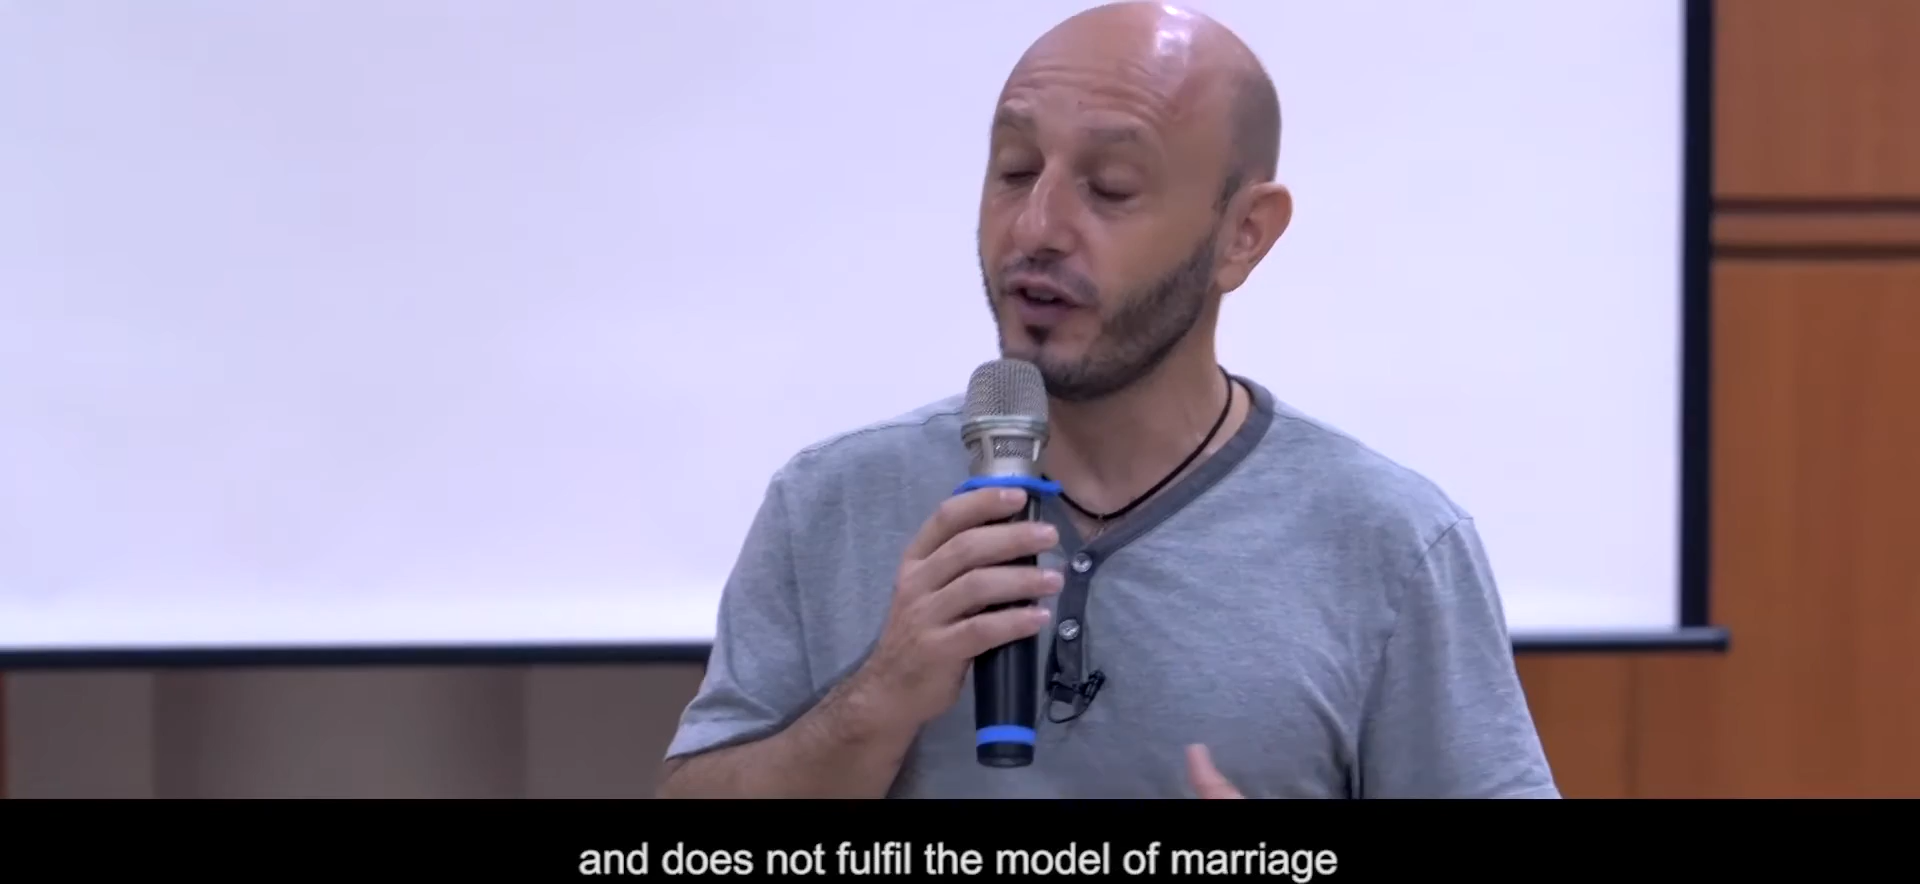 and does not fulfil the model of marriage